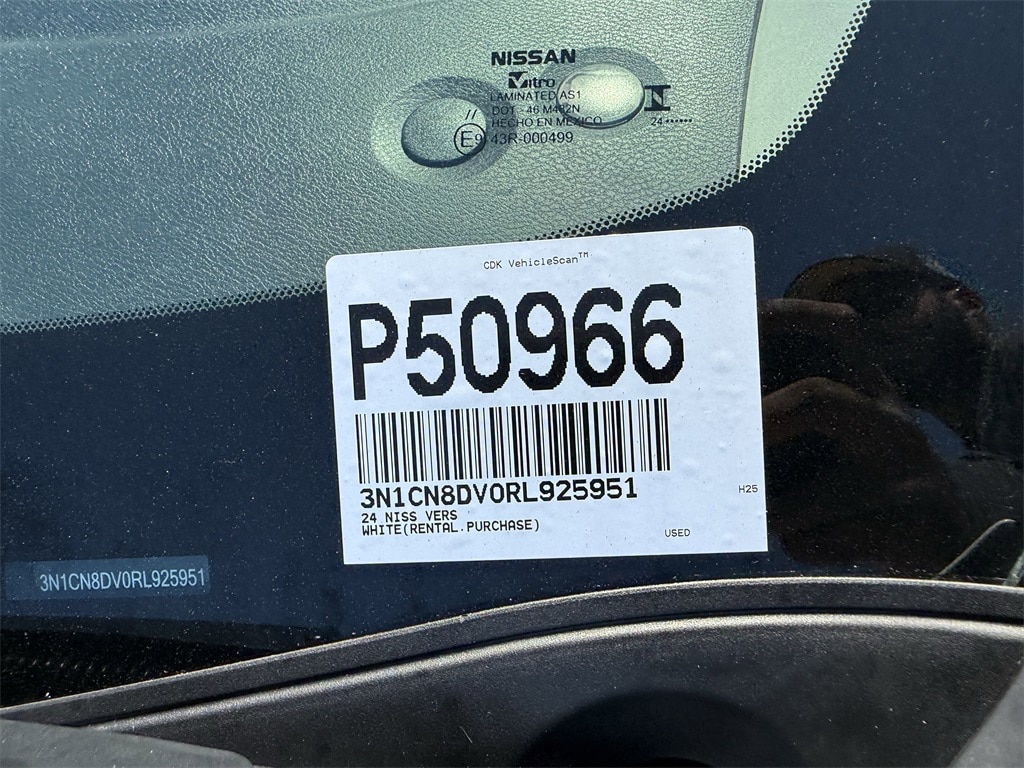 NISSAN
Vitro
LAMINATED AS1
DOT - 46 M482N
HECHO EN MEXICO
E9 43R-000499
N
24 ••••••
CDK VehicleScan™
P50966
3N1CN8DV0RL925951
24 NISS VERS
WHITE(RENTAL.PURCHASE)
H25
USED
3N1CN8DV0RL925951